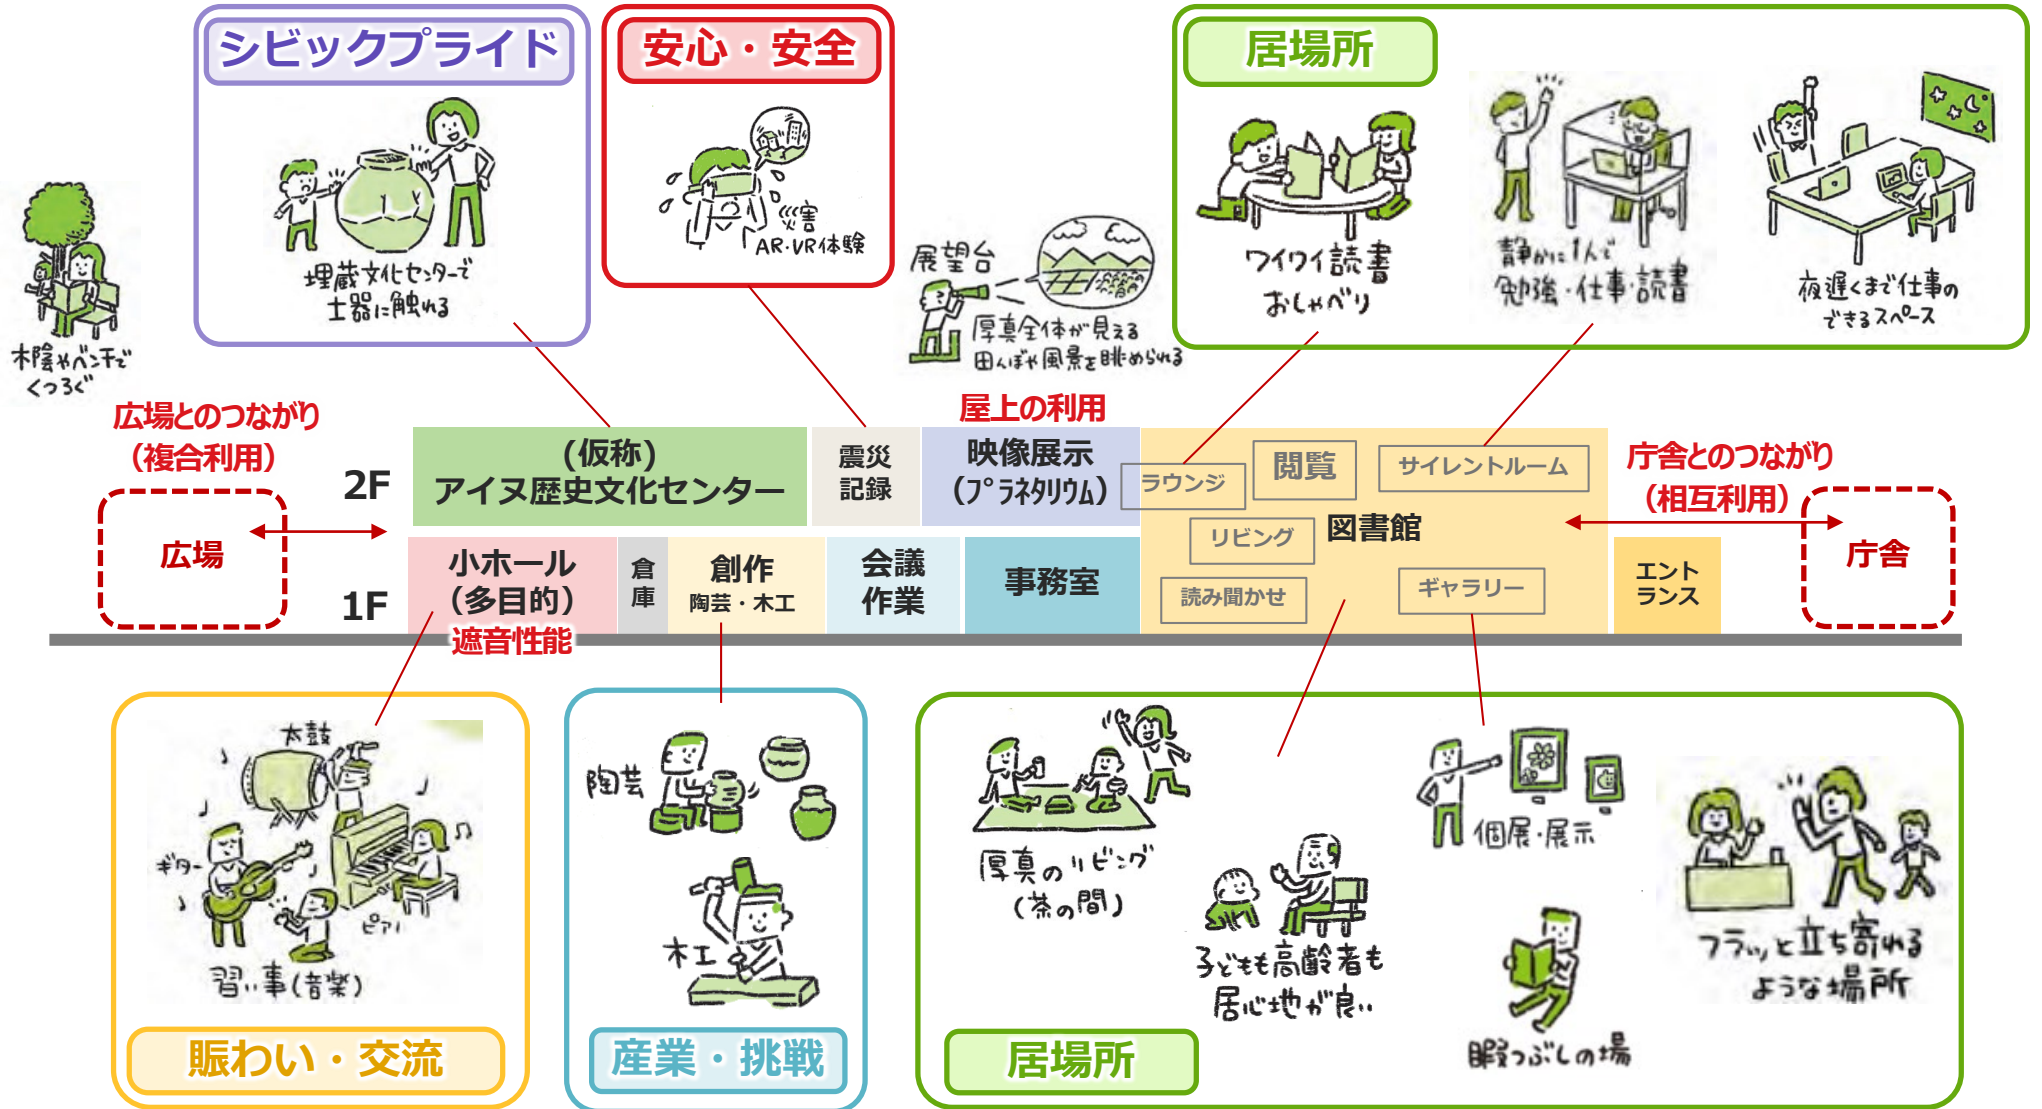 シビックプライド
安心・安全
居場所
埋蔵文化センターで
土器に触れる
災害
AR・VR体験
ワイワイ読書
おしゃべり
静かに1人で
勉強・仕事・読書
夜遅くまで仕事の
できるスペース
木陰やベンチで
くつろぐ
展望台
厚真全体が見える
田んぼや風景を眺められる
広場とのつながり
（複合利用）
屋上の利用
庁舎とのつながり
（相互利用）
2F
(仮称)
アイヌ歴史文化センター
震災
記録
映像展示
（プラネタリウム）
ラウンジ
閲覧
サイレントルーム
リビング
図書館
読み聞かせ
ギャラリー
広場
庁舎
1F
小ホール
（多目的）
遮音性能
倉
庫
創作
陶芸・木工
会議
作業
事務室
エント
ランス
太鼓
ギター
ピアノ
習い事(音楽)
賑わい・交流
陶芸
木工
産業・挑戦
厚真のリビング
(茶の間)
子どもも高齢者も
居心地が良い
個展・展示
暇つぶしの場
フラッと立ち寄れる
ような場所
居場所